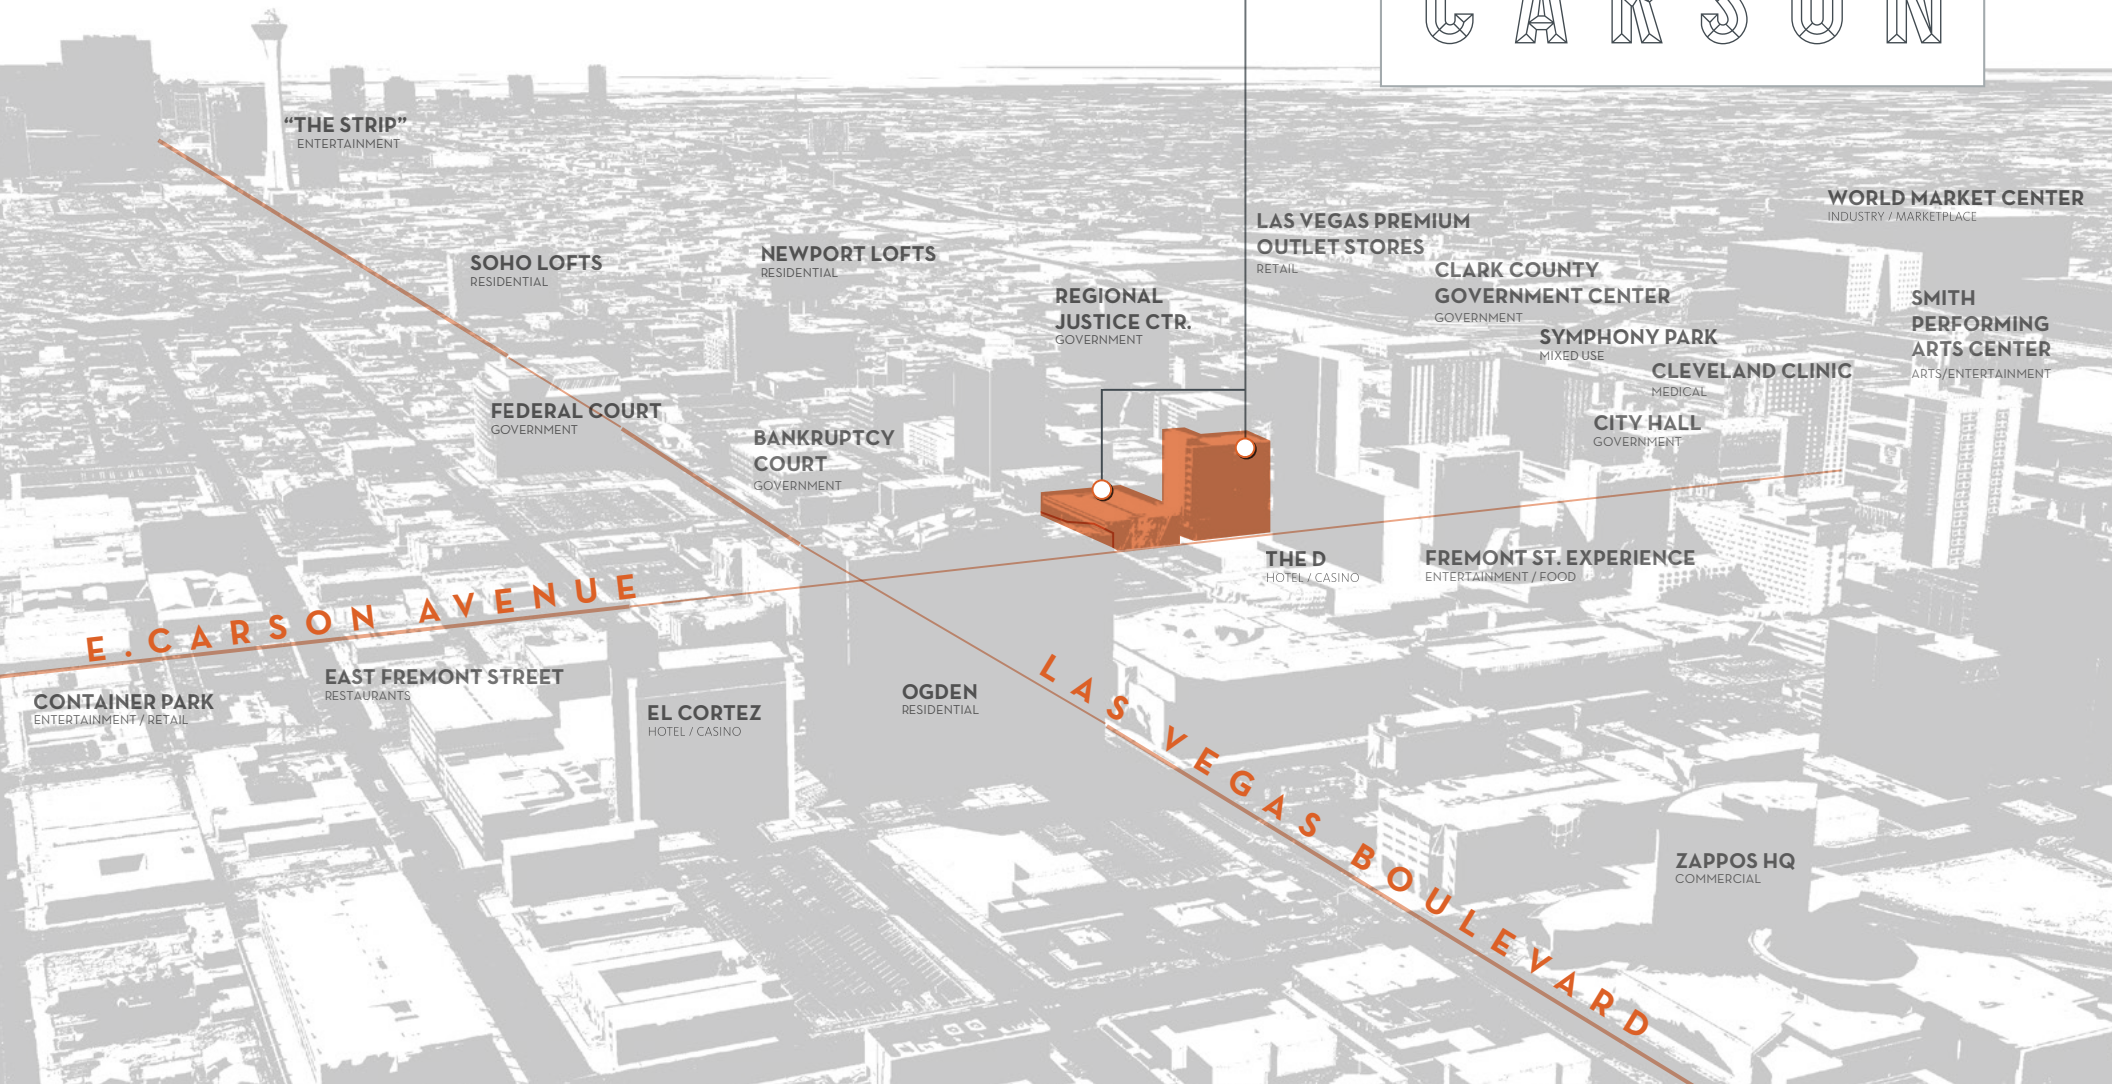 CARSON
“THE STRIP”
ENTERTAINMENT
WORLD MARKET CENTER
INDUSTRY / MARKETPLACE
LAS VEGAS PREMIUM
OUTLET STORES
RETAIL
SOHO LOFTS
RESIDENTIAL
NEWPORT LOFTS
RESIDENTIAL
CLARK COUNTY
GOVERNMENT CENTER
GOVERNMENT
REGIONAL
JUSTICE CTR.
GOVERNMENT
SMITH
PERFORMING
ARTS CENTER
ARTS/ENTERTAINMENT
SYMPHONY PARK
MIXED USE
CLEVELAND CLINIC
MEDICAL
CITY HALL
GOVERNMENT
FEDERAL COURT
GOVERNMENT
BANKRUPTCY
COURT
GOVERNMENT
THE D
HOTEL / CASINO
FREMONT ST. EXPERIENCE
ENTERTAINMENT / FOOD
E. CARSON AVENUE
EAST FREMONT STREET
RESTAURANTS
CONTAINER PARK
ENTERTAINMENT / RETAIL
EL CORTEZ
HOTEL / CASINO
OGDEN
RESIDENTIAL
LAS VEGAS BOULEVARD
ZAPPOS HQ
COMMERCIAL